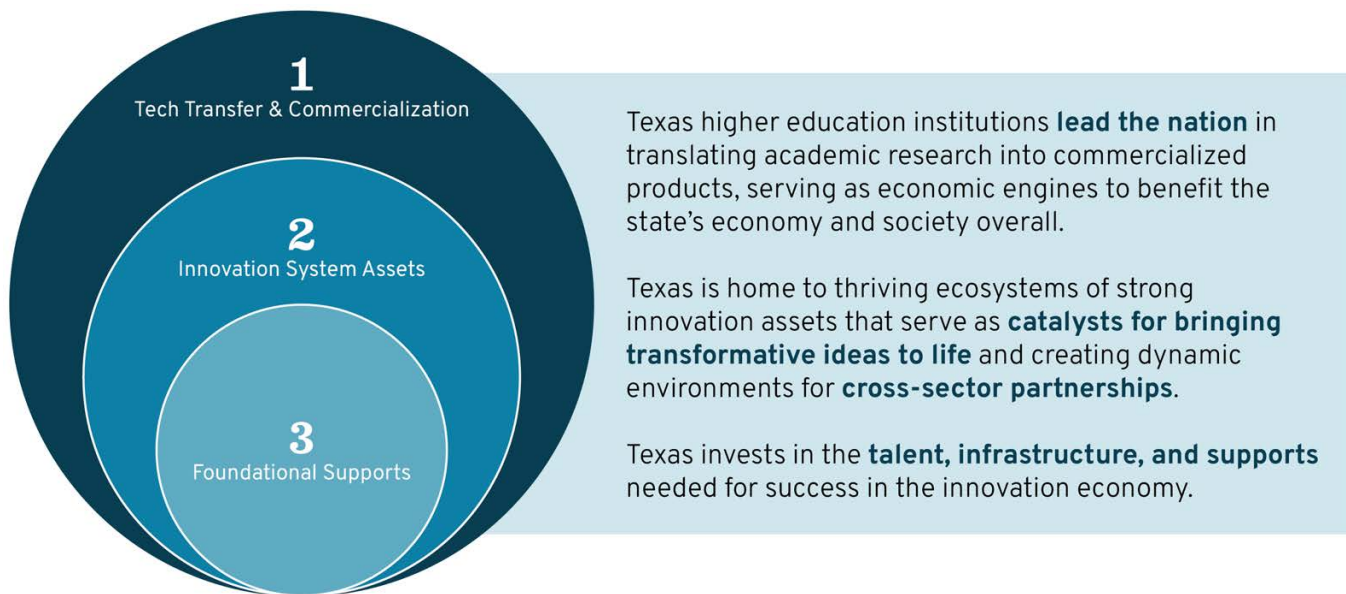 1
Tech Transfer & Commercialization
2
Innovation System Assets
3
Foundational Supports
Texas higher education institutions lead the nation in
translating academic research into commercialized
products, serving as economic engines to benefit the
state’s economy and society overall.
Texas is home to thriving ecosystems of strong
innovation assets that serve as catalysts for bringing
transformative ideas to life and creating dynamic
environments for cross-sector partnerships.
Texas invests in the talent, infrastructure, and supports
needed for success in the innovation economy.